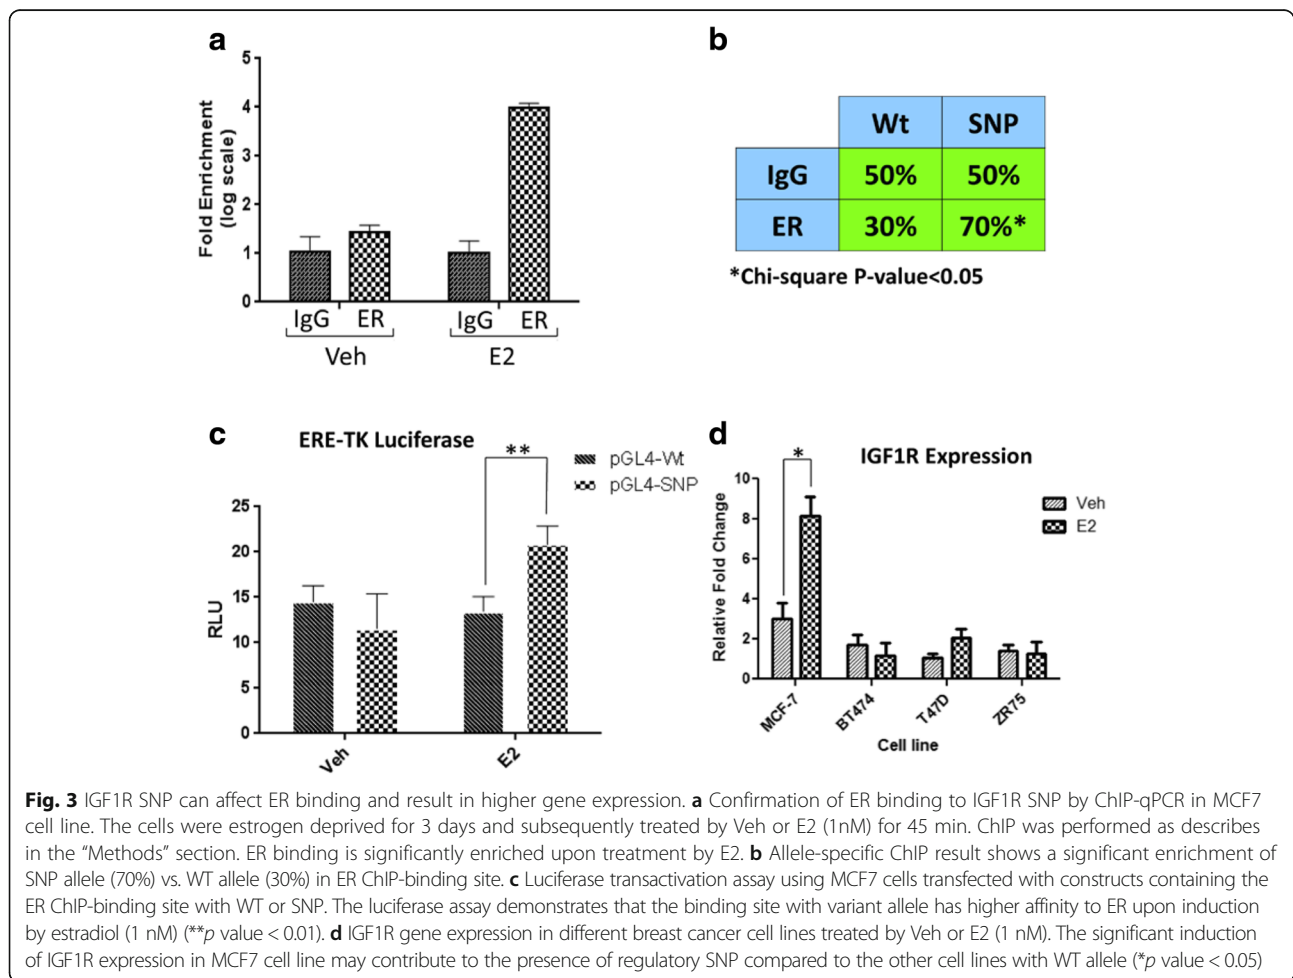 a
5
4
3
2
1
0
Fold Enrichment
(log scale)
IgG ER IgG ER
Veh E2
b
Wt SNP
IgG 50% 50%
ER 30% 70%*
*Chi-square P-value<0.05
c
ERE-TK Luciferase
**
pGL4-Wt
pGL4-SNP
25
20
15
10
5
0
RLU
Veh E2
d
IGF1R Expression
*
Veh
E2
10
8
6
4
2
0
Relative Fold Change
MCF-7 BT474 T47D ZR75
Cell line
Fig. 3 IGF1R SNP can affect ER binding and result in higher gene expression. a Confirmation of ER binding to IGF1R SNP by ChIP-qPCR in MCF7
cell line. The cells were estrogen deprived for 3 days and subsequently treated by Veh or E2 (1nM) for 45 min. ChIP was performed as describes
in the “Methods” section. ER binding is significantly enriched upon treatment by E2. b Allele-specific ChIP result shows a significant enrichment of
SNP allele (70%) vs. WT allele (30%) in ER ChIP-binding site. c Luciferase transactivation assay using MCF7 cells transfected with constructs containing the
ER ChIP-binding site with WT or SNP. The luciferase assay demonstrates that the binding site with variant allele has higher affinity to ER upon induction
by estradiol (1 nM) (**p value < 0.01). d IGF1R gene expression in different breast cancer cell lines treated by Veh or E2 (1 nM). The significant induction
of IGF1R expression in MCF7 cell line may contribute to the presence of regulatory SNP compared to the other cell lines with WT allele (*p value < 0.05)